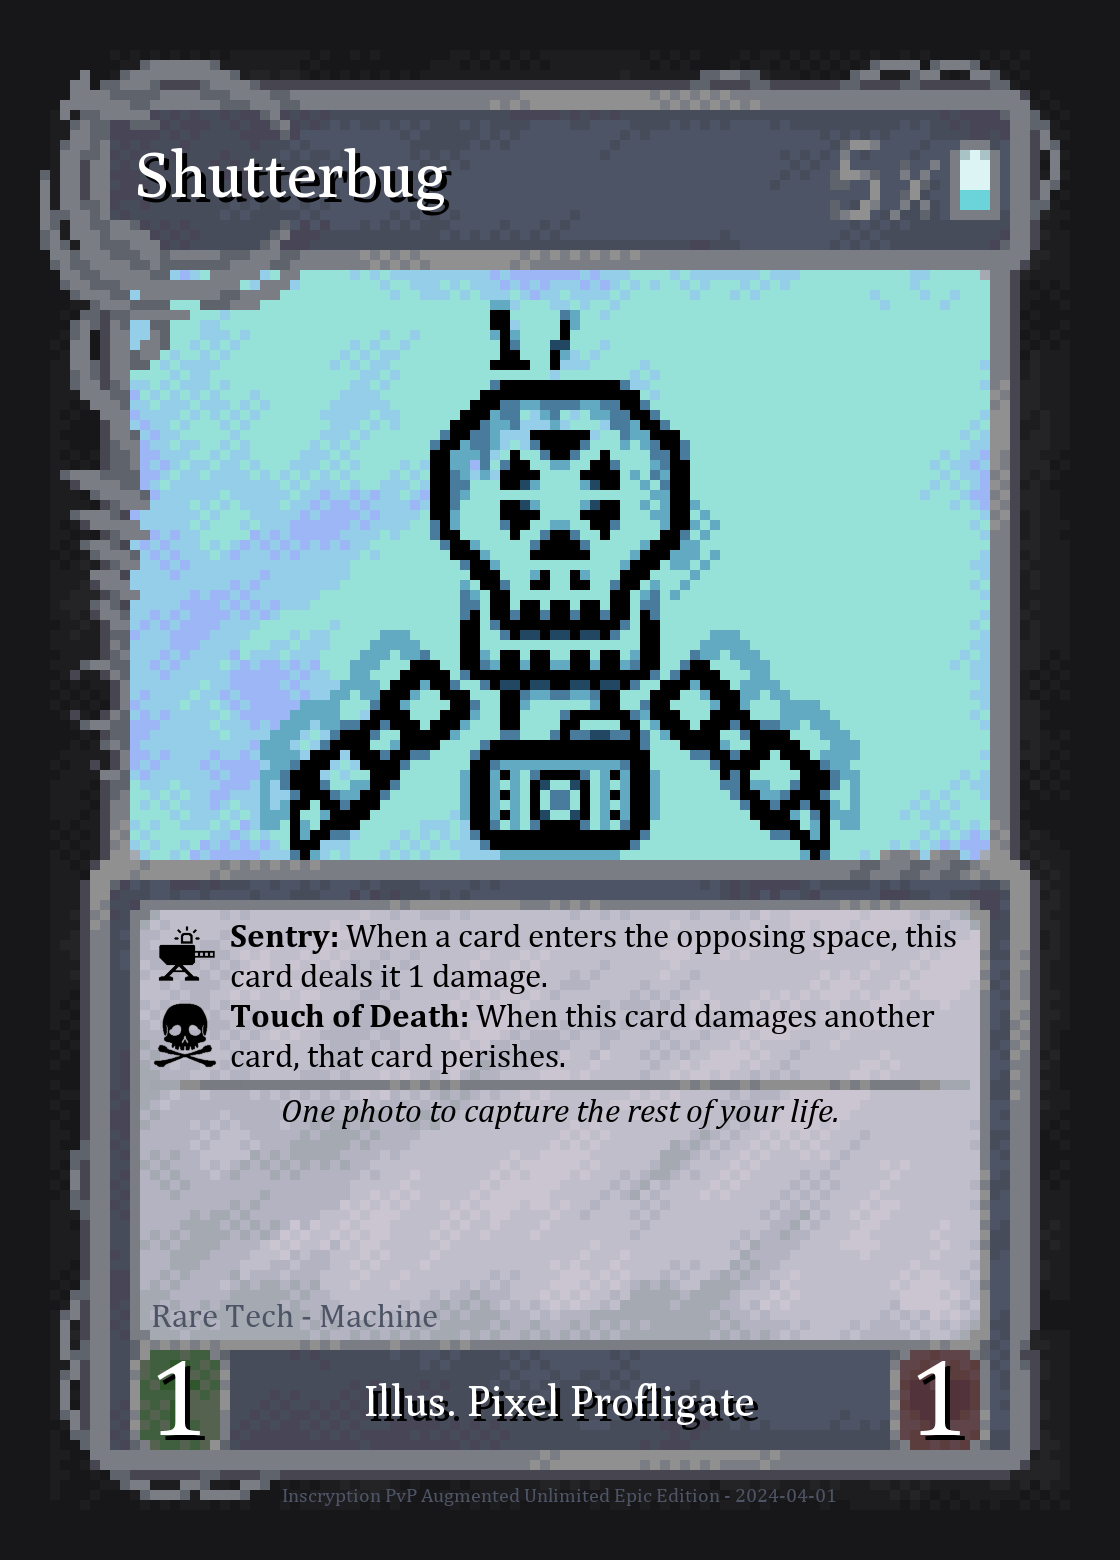 Shutterbug 5x
Sentry: When a card enters the opposing space, this
card deals it 1 damage.
Touch of Death: When this card damages another
card, that card perishes.
One photo to capture the rest of your life.
Rare Tech - Machine
1 Illus. Pixel Profligate 1
Inscryption PvP Augmented Unlimited Epic Edition - 2024-04-01